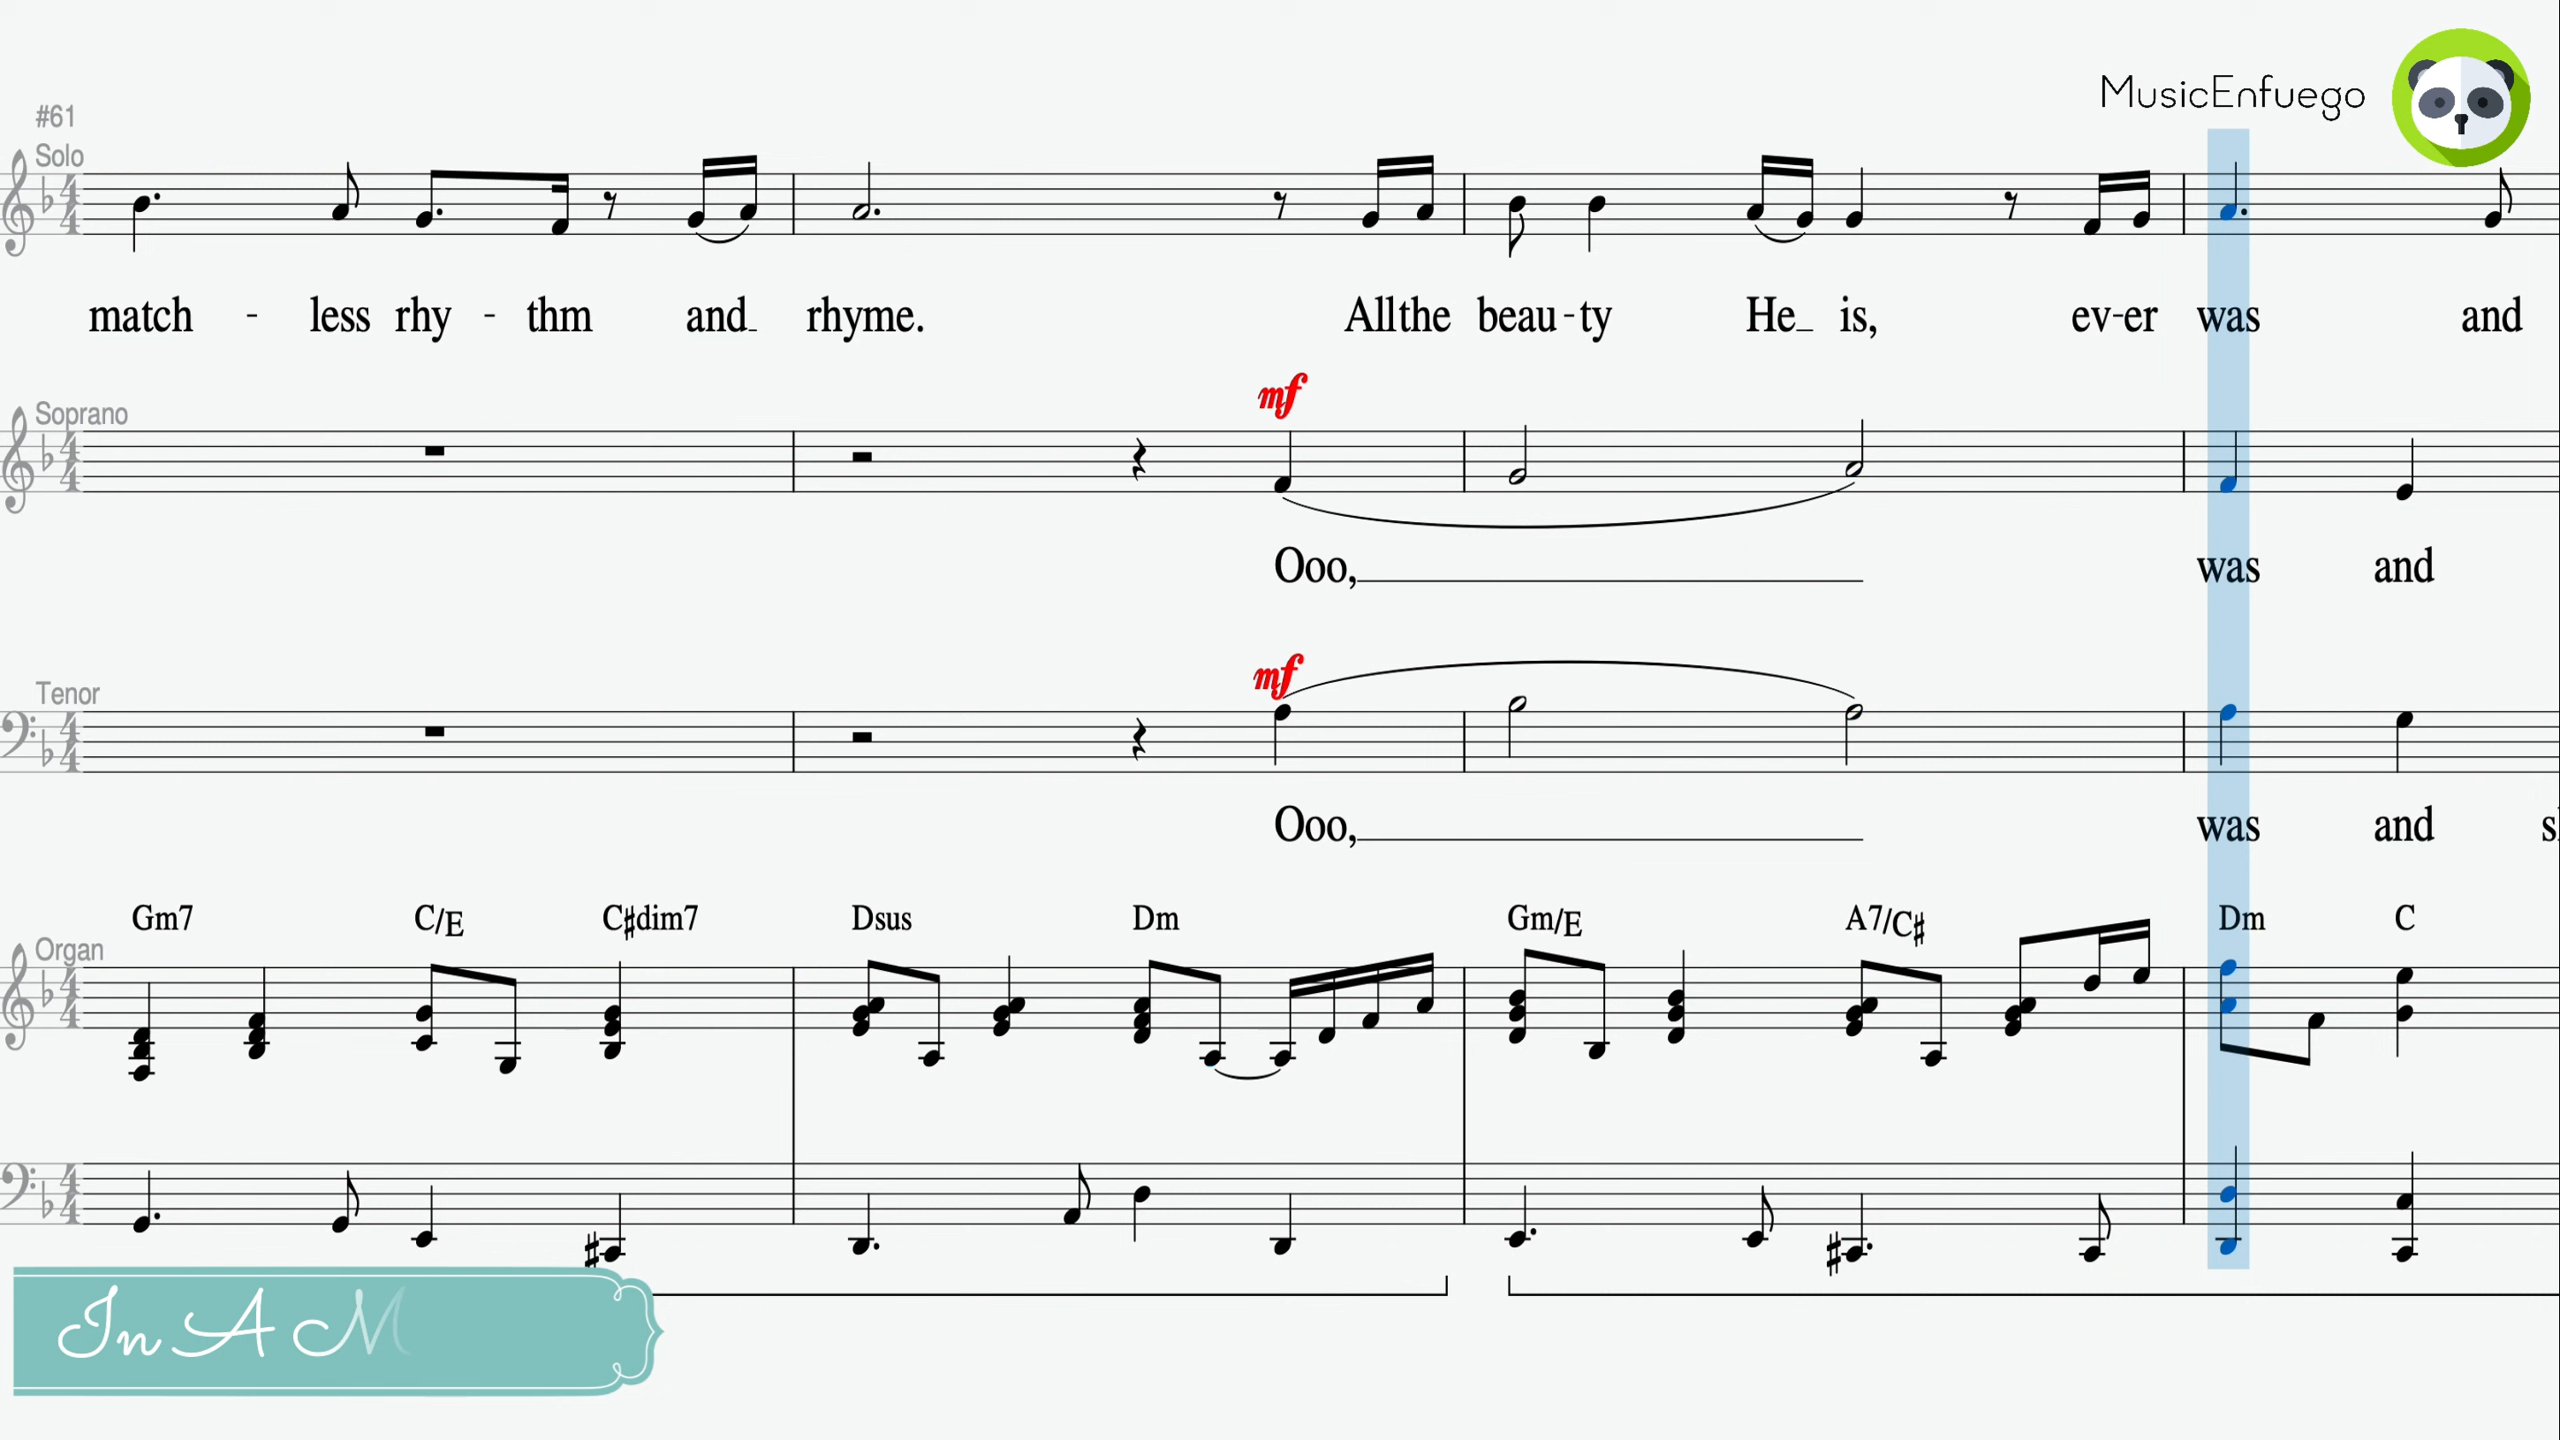 MusicEnfuego
#61
Solo
match - less rhy - thm and rhyme. All the beau - ty He is, ev - er was and
mf
Soprano
Ooo, was and
mf
Tenor
Ooo, was and
Gm7 C/E C♯dim7 Dsus Dm Gm/E A7/C♯ Dm C
Organ
In A M